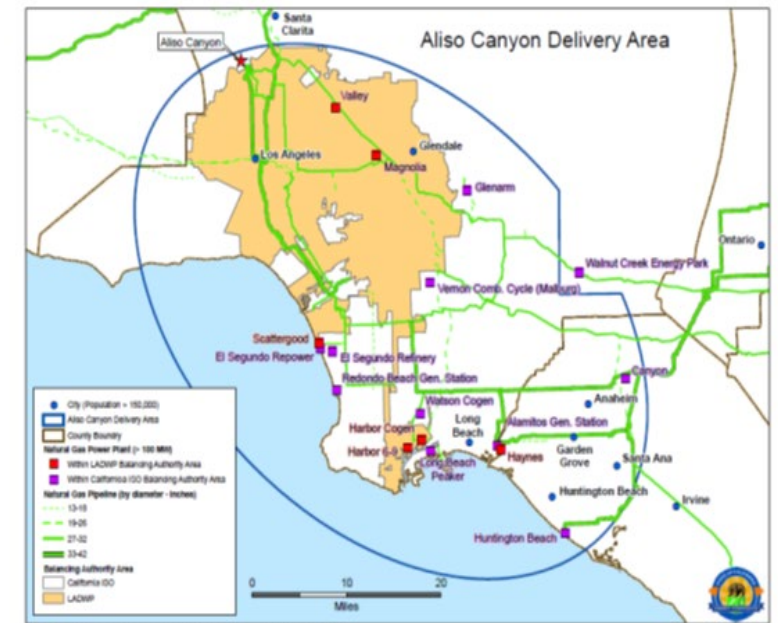 Aliso Canyon Delivery Area
Santa
Clarita
Aliso Canyon
Valley
Los Angeles
Glendale
Magnolia
Glenarm
Ontario
Walnut Creek Energy Park
Vernon Comb. Cycle (Malburg)
Scattergood
El Segundo Repower
El Segundo Refinery
Redondo Beach Gen. Station
Canyon
Watson Cogen
Anaheim
Harbor Cogen
Long
Beach
Alamitos Gen. Station
Harbor 6-9
Long Beach
Peaker
Haynes
Garden
Grove
Santa Ana
Huntington Beach
Irvine
Huntington Beach
City (Population > 150,000)
Aliso Canyon Delivery Area
County Boundry
Natural Gas Power Plant (> 100 MW)
Within LADWP Balancing Authority Area
Within California ISO Balancing Authority Area
Natural Gas Pipeline (by diameter - inches)
19-26
27-32
33-42
Balancing Authority Area
California ISO
LADWP
0 10 20
Miles